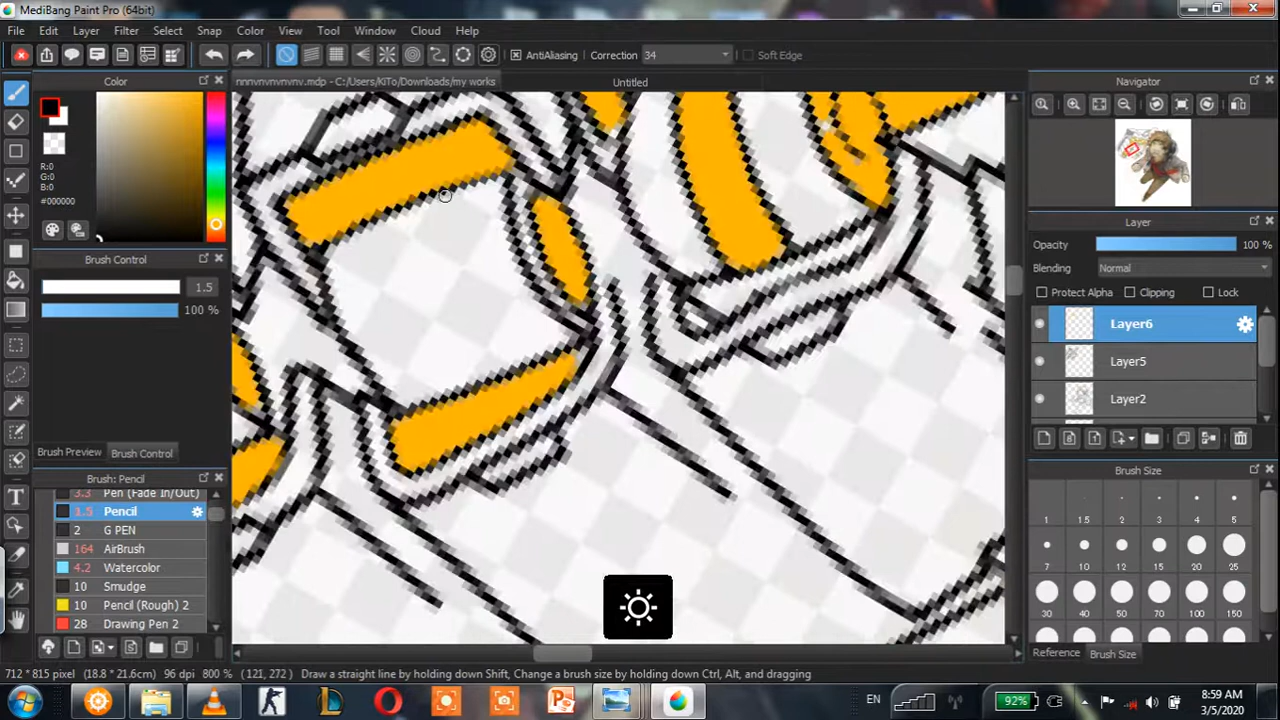 MediBang Paint Pro (64bit)
File Edit Layer Filter Select Snap Color View Tool Window Cloud Help
AntiAliasing Correction 34 Soft Edge
Color
nnnvnvnvnvnv.mdp - C:/Users/KiTo/Downloads/my works
Untitled
Navigator
R:0
G:0
B:0
#000000
Layer
Opacity 100 %
Blending Normal
Protect Alpha Clipping Lock
Brush Control
1.5
100 %
Layer6
Layer5
Layer2
Brush Preview Brush Control
Brush: Pencil
3.3 Pen (Fade In/Out)
1.5 Pencil
2 G PEN
164 AirBrush
4.2 Watercolor
10 Smudge
10 Pencil (Rough) 2
28 Drawing Pen 2
Brush Size
1 1.5 2 3 4 5
7 10 12 15 20 25
30 40 50 70 100 150
Reference Brush Size
712 * 815 pixel (18.8 * 21.6cm) 96 dpi 800 % (121, 272) Draw a straight line by holding down Shift, Change a brush size by holding down Ctrl, Alt, and dragging
EN
92%
8:59 AM
3/5/2020